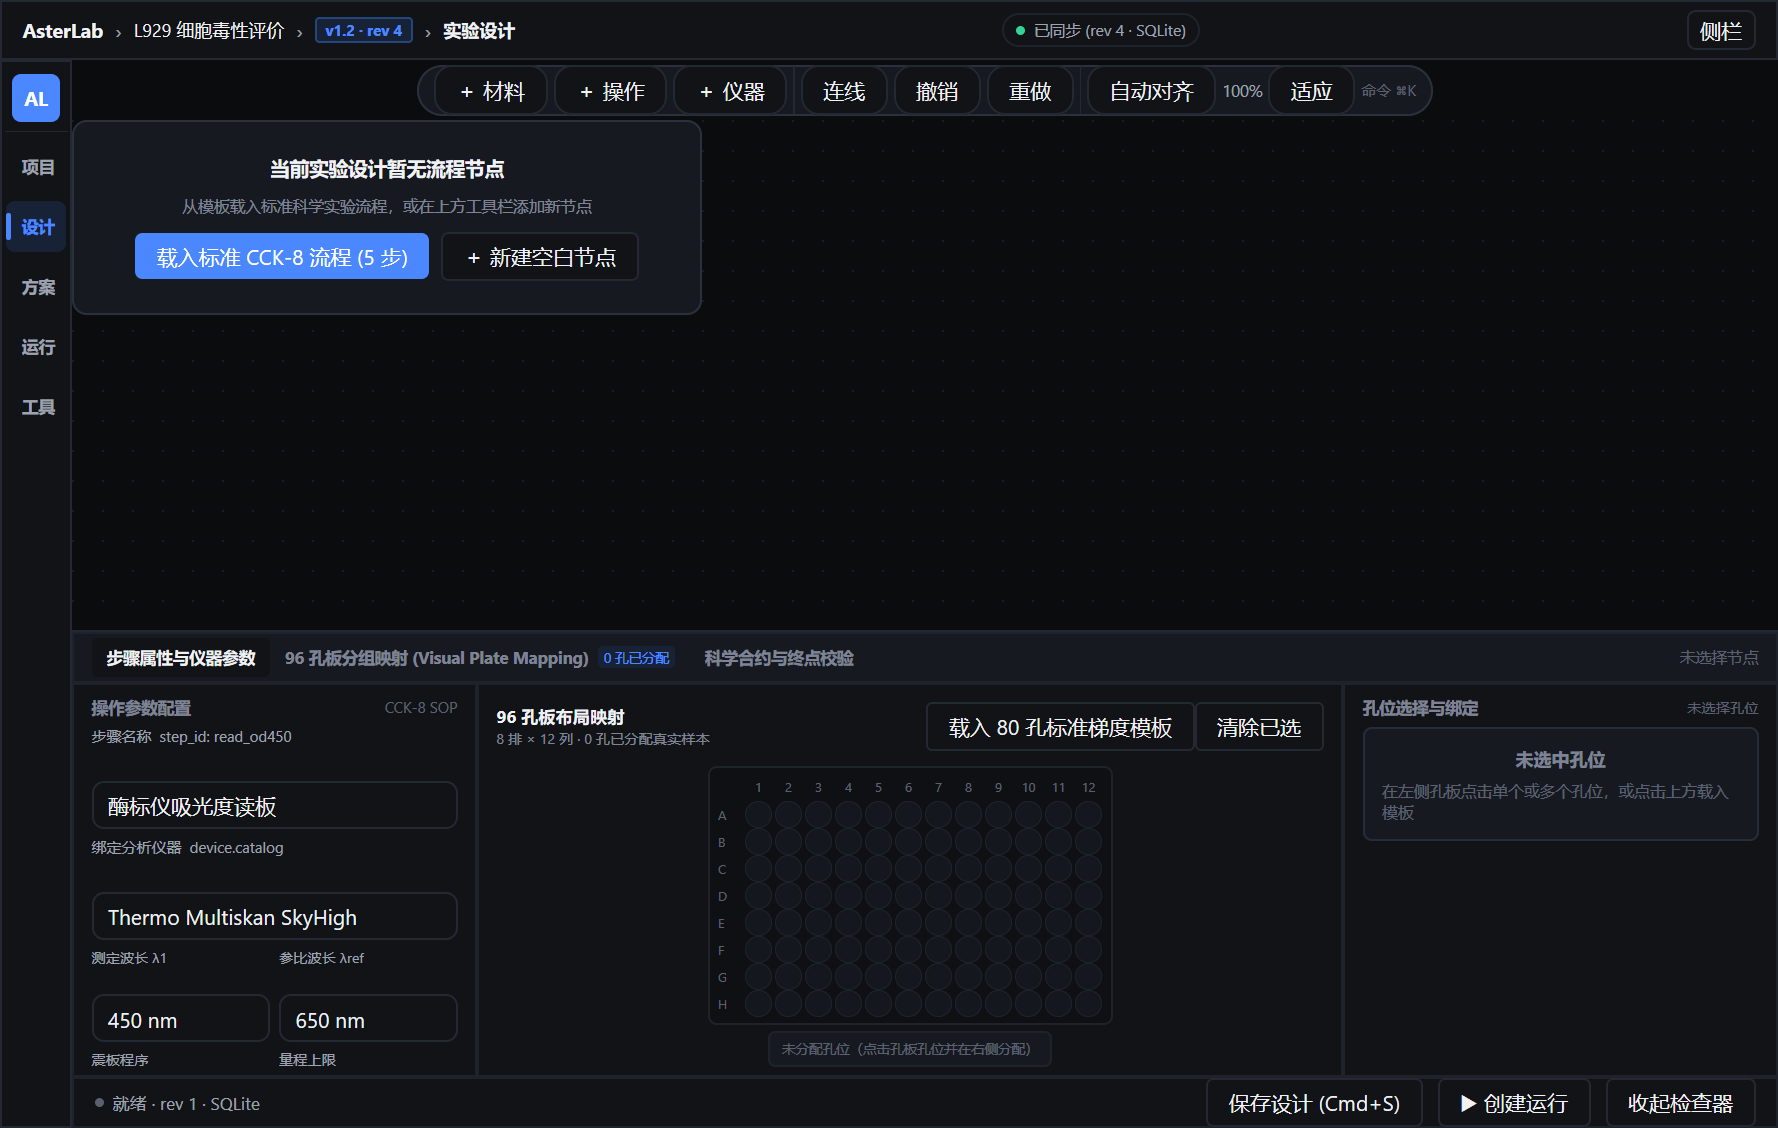 AsterLab › L929 细胞毒性评价 › v1.2 · rev 4 › 实验设计
已同步 (rev 4 · SQLite)
侧栏
AL
项目
设计
方案
运行
工具
+ 材料 + 操作 + 仪器 连线 撤销 重做 自动对齐 100% 适应 命令 ⌘K
当前实验设计暂无流程节点
从模板载入标准科学实验流程，或在上方工具栏添加新节点
载入标准 CCK-8 流程 (5 步) + 新建空白节点
步骤属性与仪器参数 96 孔板分组映射 (Visual Plate Mapping) 0 孔已分配 科学合约与终点校验 未选择节点
操作参数配置 CCK-8 SOP
步骤名称 step_id: read_od450
酶标仪吸光度读板
绑定分析仪器 device.catalog
Thermo Multiskan SkyHigh
测定波长 λ1 参比波长 λref
450 nm 650 nm
震板程序 量程上限
96 孔板布局映射
8 排 × 12 列 · 0 孔已分配真实样本
载入 80 孔标准梯度模板 清除已选
1 2 3 4 5 6 7 8 9 10 11 12
A
B
C
D
E
F
G
H
未分配孔位（点击孔板孔位并在右侧分配）
孔位选择与绑定 未选择孔位
未选中孔位
在左侧孔板点击单个或多个孔位，或点击上方载入
模板
就绪 · rev 1 · SQLite
保存设计 (Cmd+S) ▶ 创建运行 收起检查器